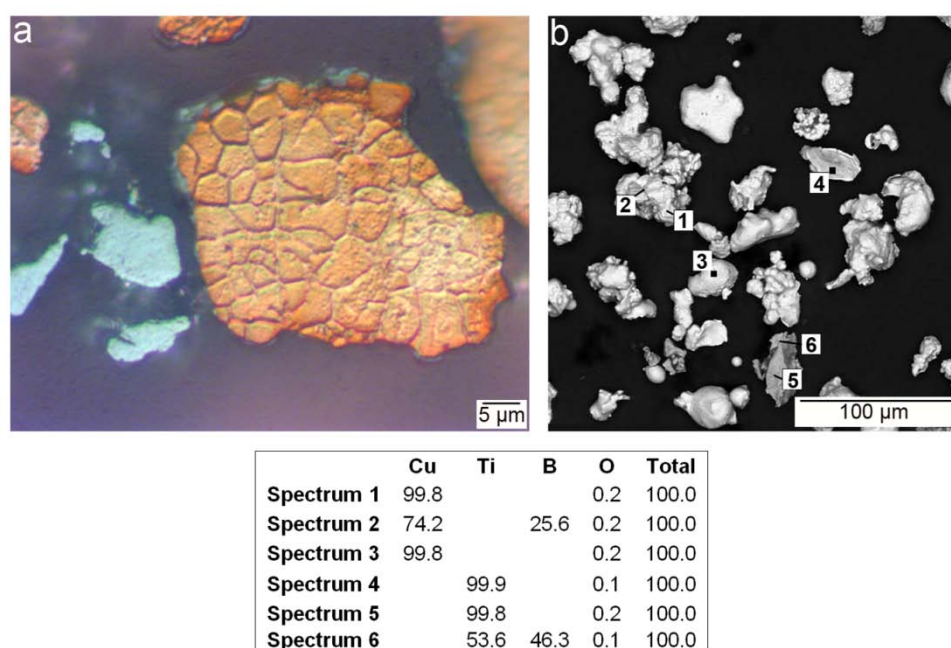 a
5 μm
b
4
2
1
3
6
5
100 μm
Cu Ti B O Total
Spectrum 1 99.8 0.2 100.0
Spectrum 2 74.2 25.6 0.2 100.0
Spectrum 3 99.8 0.2 100.0
Spectrum 4 99.9 0.1 100.0
Spectrum 5 99.8 0.2 100.0
Spectrum 6 53.6 46.3 0.1 100.0